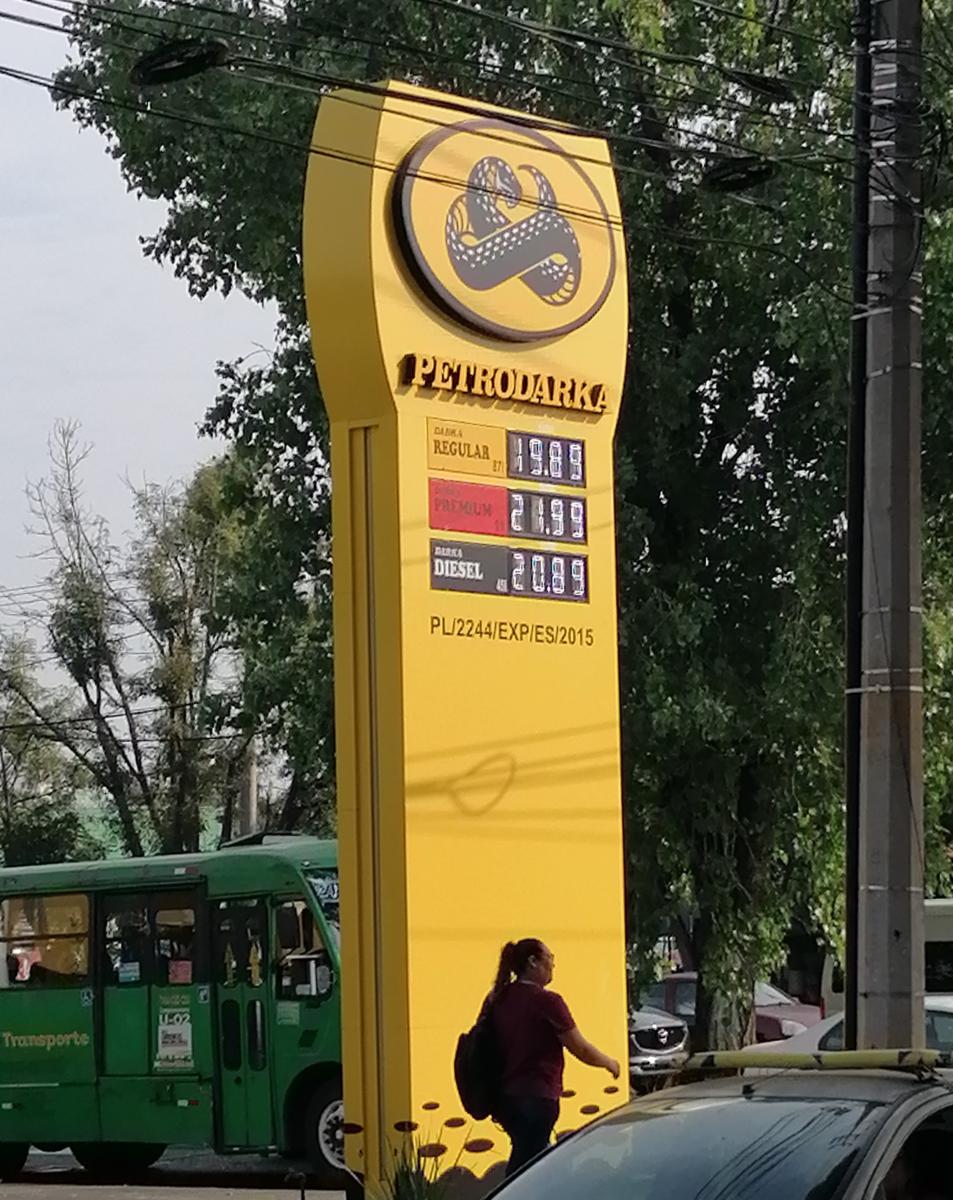 PETRODARKA
DARKA
REGULAR
87
19.89
PREMIUM
21.99
DARKA
DIESEL
20.89
PL/2244/EXP/ES/2015
Transporte
U-02